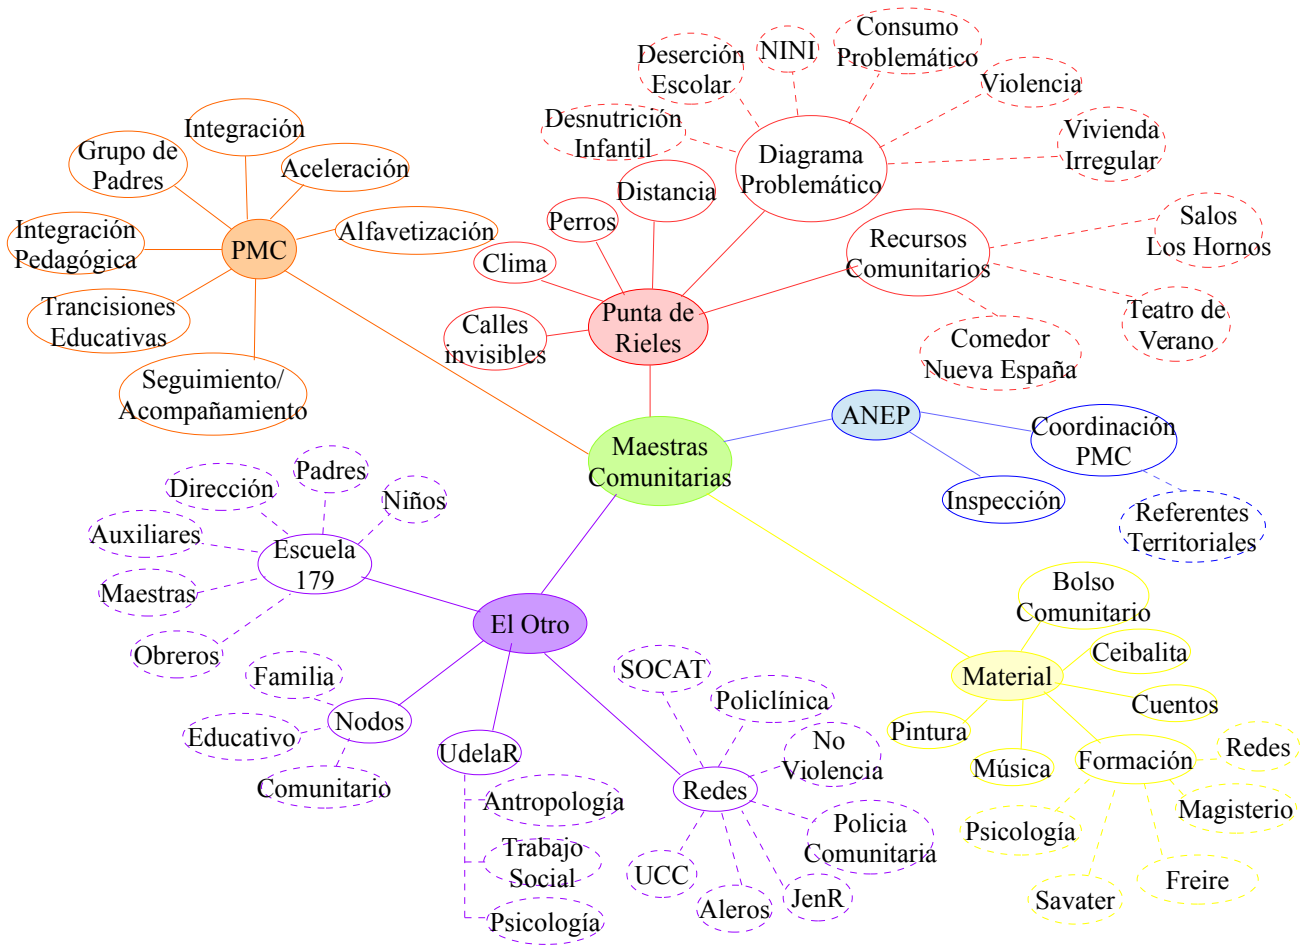 Integración
Grupo de
Padres
Aceleración
Integración
Pedagógica
PMC
Alfavetización
Trancisiones
Educativas
Seguimiento/
Acompañamiento
Deserción
Escolar
NINI
Consumo
Problemático
Violencia
Desnutrición
Infantil
Diagrama
Problemático
Vivienda
Irregular
Distancia
Perros
Clima
Calles
invisibles
Punta de
Rieles
Recursos
Comunitarios
Salos
Los Hornos
Teatro de
Verano
Comedor
Nueva España
Maestras
Comunitarias
ANEP
Coordinación
PMC
Inspección
Referentes
Territoriales
Padres
Dirección
Niños
Auxiliares
Escuela
179
Maestras
Obreros
El Otro
Familia
Nodos
Educativo
Comunitario
UdelaR
Antropología
Trabajo
Social
Psicología
SOCAT
Policlínica
No
Violencia
Redes
Policia
Comunitaria
UCC
Aleros
JenR
Bolso
Comunitario
Ceibalita
Material
Cuentos
Pintura
Música
Formación
Redes
Magisterio
Psicología
Savater
Freire